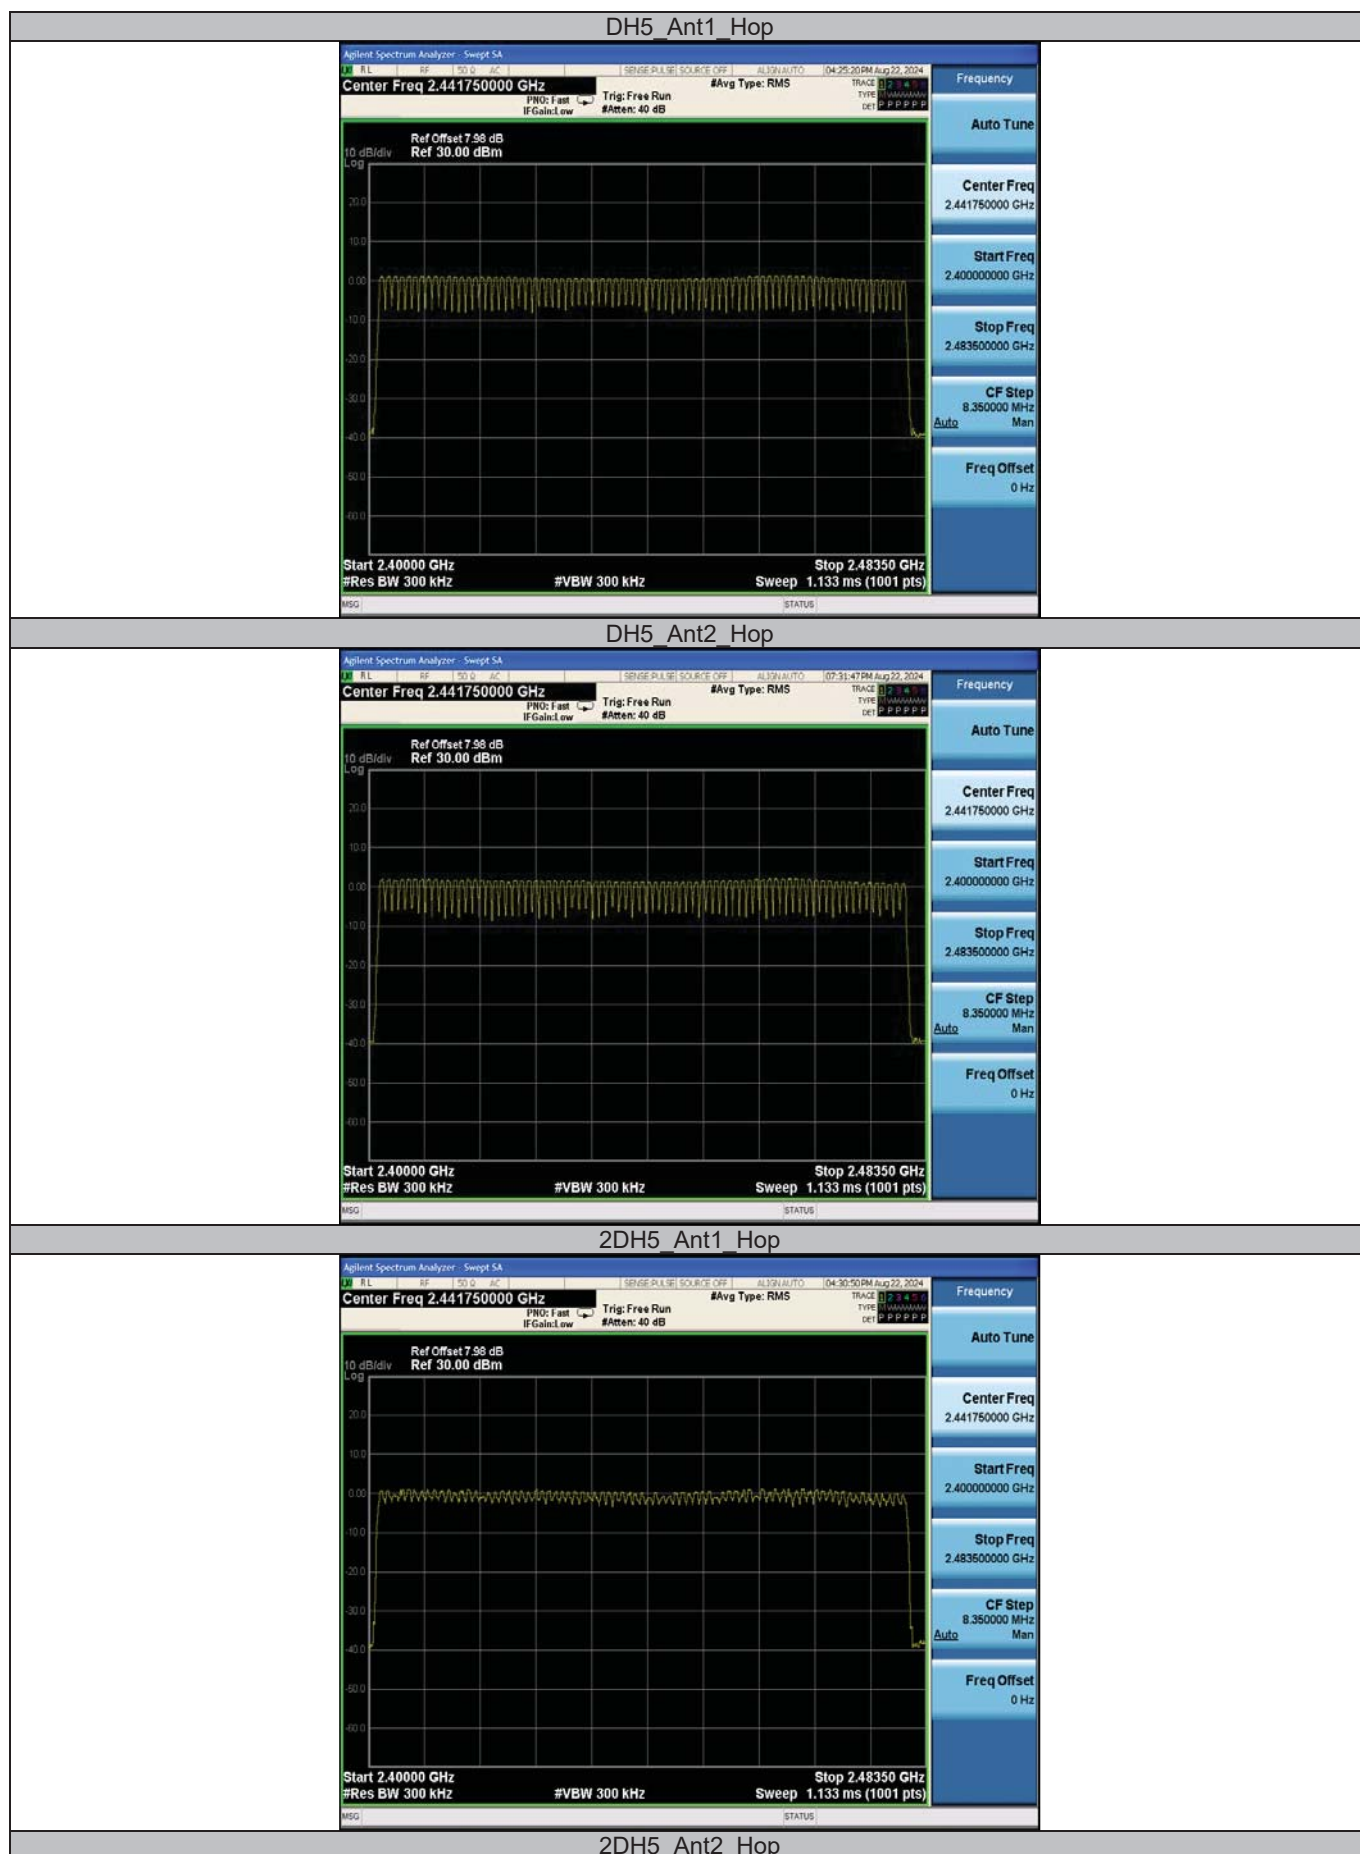 DH5_Ant1_Hop
Agilent Spectrum Analyzer - Swept SA
RL RF 50 Ω AC SENSE:PULSE SOURCE OFF ALIGN AUTO 04:25:20 PM Aug 22, 2024
Center Freq 2.441750000 GHz #Avg Type: RMS TRACE 1 2 3 4 5 6
PNO: Fast Trig: Free Run TYPE
IFGain:Low #Atten: 40 dB DET P P P P P P
Frequency
Auto Tune
Ref Offset 7.98 dB
10 dB/div Ref 30.00 dBm
Log
20.0
10.0
0.00
-10.0
-20.0
-30.0
-40.0
-50.0
-60.0
Center Freq
2.441750000 GHz
Start Freq
2.400000000 GHz
Stop Freq
2.483500000 GHz
CF Step
8.350000 MHz
Auto Man
Freq Offset
0 Hz
Start 2.40000 GHz Stop 2.48350 GHz
#Res BW 300 kHz #VBW 300 kHz Sweep 1.133 ms (1001 pts)
MSG STATUS
DH5_Ant2_Hop
Agilent Spectrum Analyzer - Swept SA
RL RF 50 Ω AC SENSE:PULSE SOURCE OFF ALIGN AUTO 07:31:47 PM Aug 22, 2024
Center Freq 2.441750000 GHz #Avg Type: RMS TRACE 1 2 3 4 5 6
PNO: Fast Trig: Free Run TYPE
IFGain:Low #Atten: 40 dB DET P P P P P P
Frequency
Auto Tune
Ref Offset 7.98 dB
10 dB/div Ref 30.00 dBm
Log
20.0
10.0
0.00
-10.0
-20.0
-30.0
-40.0
-50.0
-60.0
Center Freq
2.441750000 GHz
Start Freq
2.400000000 GHz
Stop Freq
2.483500000 GHz
CF Step
8.350000 MHz
Auto Man
Freq Offset
0 Hz
Start 2.40000 GHz Stop 2.48350 GHz
#Res BW 300 kHz #VBW 300 kHz Sweep 1.133 ms (1001 pts)
MSG STATUS
2DH5_Ant1_Hop
Agilent Spectrum Analyzer - Swept SA
RL RF 50 Ω AC SENSE:PULSE SOURCE OFF ALIGN AUTO 04:30:50 PM Aug 22, 2024
Center Freq 2.441750000 GHz #Avg Type: RMS TRACE 1 2 3 4 5 6
PNO: Fast Trig: Free Run TYPE
IFGain:Low #Atten: 40 dB DET P P P P P P
Frequency
Auto Tune
Ref Offset 7.98 dB
10 dB/div Ref 30.00 dBm
Log
20.0
10.0
0.00
-10.0
-20.0
-30.0
-40.0
-50.0
-60.0
Center Freq
2.441750000 GHz
Start Freq
2.400000000 GHz
Stop Freq
2.483500000 GHz
CF Step
8.350000 MHz
Auto Man
Freq Offset
0 Hz
Start 2.40000 GHz Stop 2.48350 GHz
#Res BW 300 kHz #VBW 300 kHz Sweep 1.133 ms (1001 pts)
MSG STATUS
2DH5_Ant2_Hop